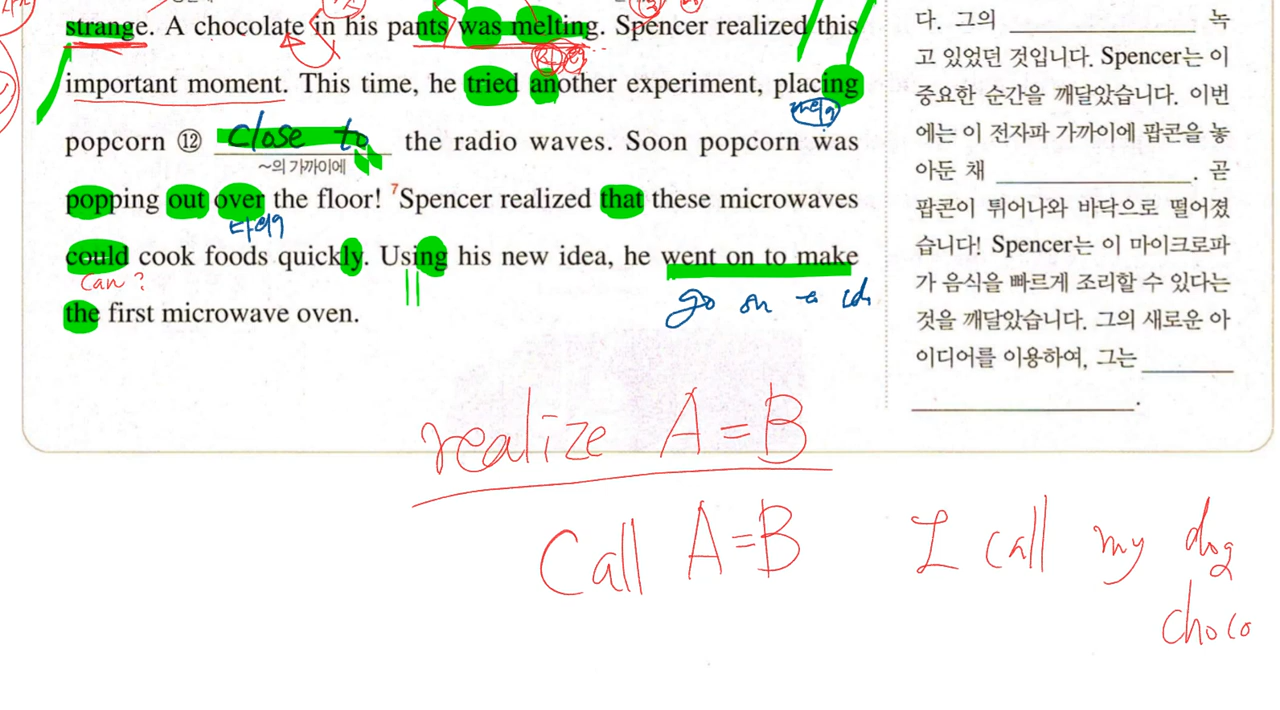 strange. A chocolate in his pants was melting. Spencer realized this
important moment. This time, he tried another experiment, placing
popcorn ⑫ close to the radio waves. Soon popcorn was
~의 가까이에
popping out over the floor! 7Spencer realized that these microwaves
could cook foods quickly. Using his new idea, he went on to make
can ?
go on
the first microwave oven.
다. 그의 녹
고 있었던 것입니다. Spencer는 이
중요한 순간을 깨달았습니다. 이번
에는 이 전자파 가까이에 팝콘을 놓
아둔 채 . 곧
팝콘이 튀어나와 바닥으로 떨어졌
습니다! Spencer는 이 마이크로파
가 음식을 빠르게 조리할 수 있다는
것을 깨달았습니다. 그의 새로운 아
이디어를 이용하여, 그는
.
realize A=B
Call A=B
I call my dog
choco